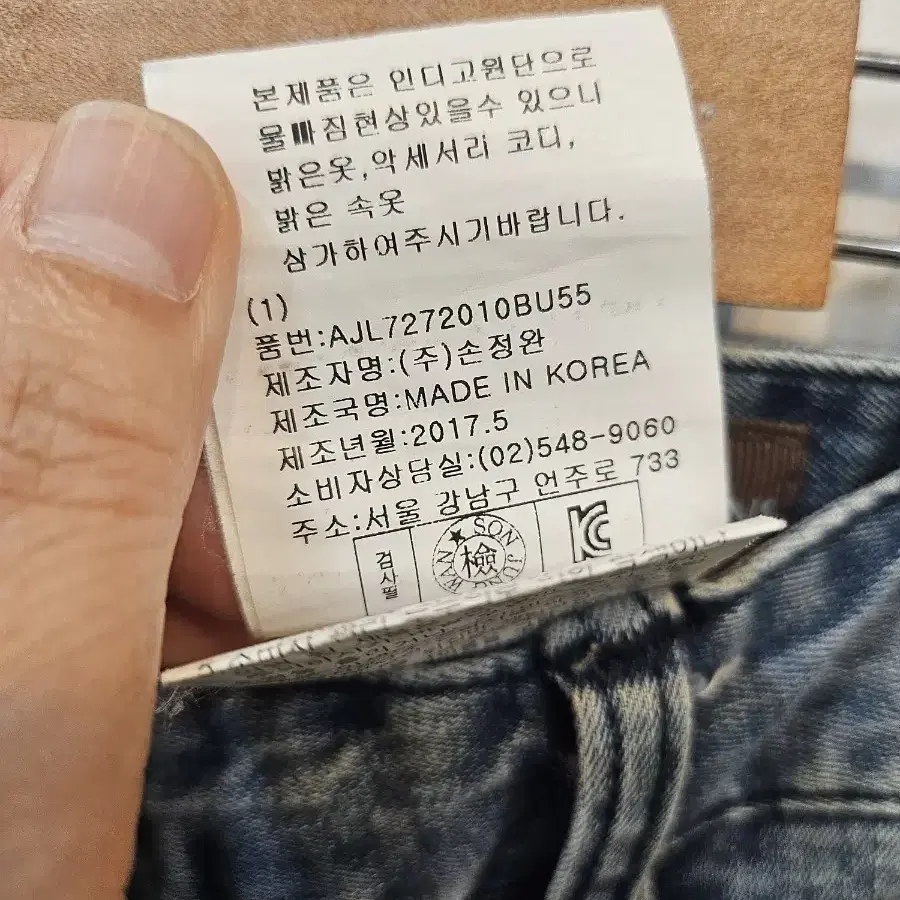 본제품은 인디고원단으로
물빠짐현상있을수 있으니
밝은옷,악세서리 코디,
밝은 속옷
삼가하여주시기바랍니다.
(1)
품번:AJL7272010BU55
제조자명:(주)손정완
제조국명:MADE IN KOREA
제조년월:2017.5
소비자상담실:(02)548-9060
주소:서울 강남구 언주로 733
검사필
SON JUNG WAN
檢
KC